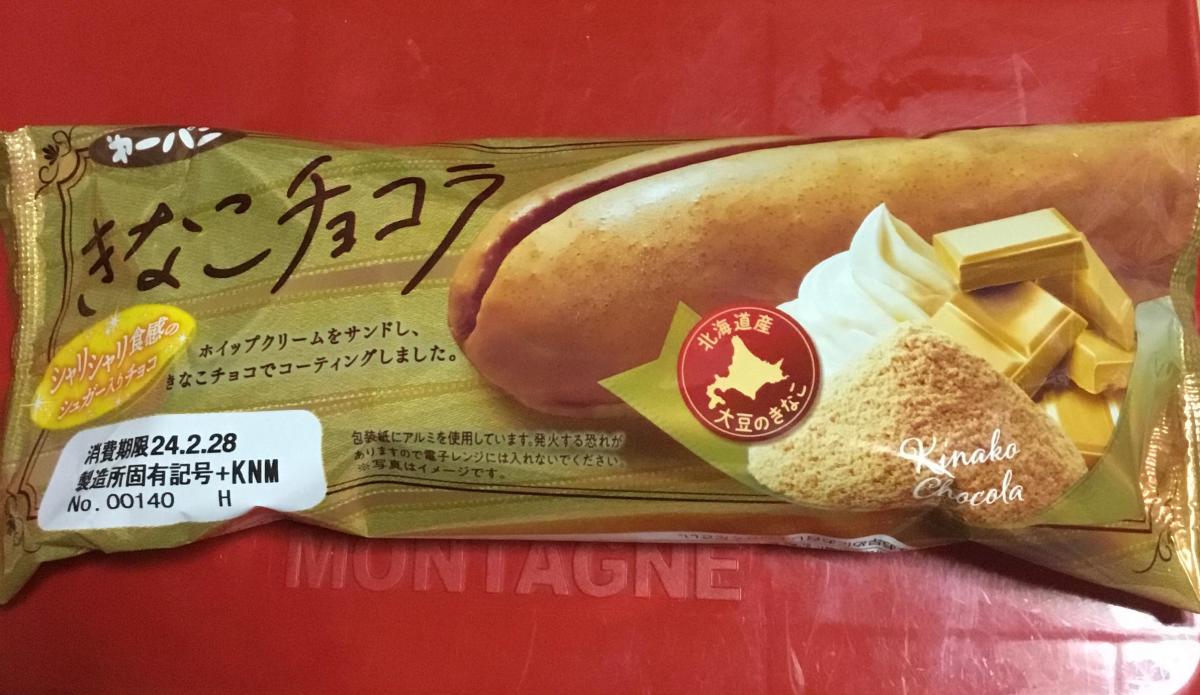 第一パン
きなこチョコラ
シャリシャリ食感の
シュガー入りチョコ
ホイップクリームをサンドし、
きなこチョコでコーティングしました。
北海道産
大豆のきなこ
消費期限24.2.28
製造所固有記号+KNM
No.00140 H
包装紙にアルミを使用しています。発火する恐れが
ありますので電子レンジには入れないでください。
※写真はイメージです。
Kinako
Chocola
MONTAGNE